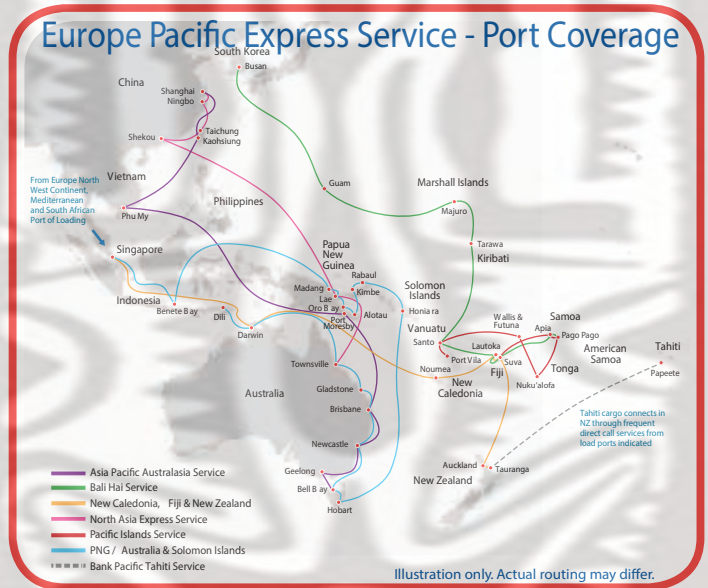 Europe Pacific Express Service - Port Coverage
South Korea
Busan
China
Shanghai
Ningbo
Taichung
Kaohsiung
Shekou
From Europe North
West Continent,
Mediterranean
and South African
Port of Loading
Vietnam
Phu My
Philippines
Guam
Marshall Islands
Majuro
Tarawa
Kiribati
Singapore
Indonesia
Benete Bay
Dili
Darwin
Papua
New
Guinea
Rabaul
Madang
Kimbe
Lae
Oro Bay
Port
Moresby
Alotau
Solomon
Islands
Honiara
Vanuatu
Santo
Port Vila
Noumea
New
Caledonia
Wallis &
Futuna
Samoa
Apia
Pago Pago
American
Samoa
Lautoka
Suva
Fiji
Tonga
Nuku'alofa
Tahiti
Papeete
Tahiti cargo connects in
NZ through frequent
direct call services from
load ports indicated
Townsville
Australia
Gladstone
Brisbane
Newcastle
Geelong
Bell Bay
Hobart
Auckland
Tauranga
New Zealand
Asia Pacific Australasia Service
Bali Hai Service
New Caledonia, Fiji & New Zealand
North Asia Express Service
Pacific Islands Service
PNG / Australia & Solomon Islands
Bank Pacific Tahiti Service
Illustration only. Actual routing may differ.